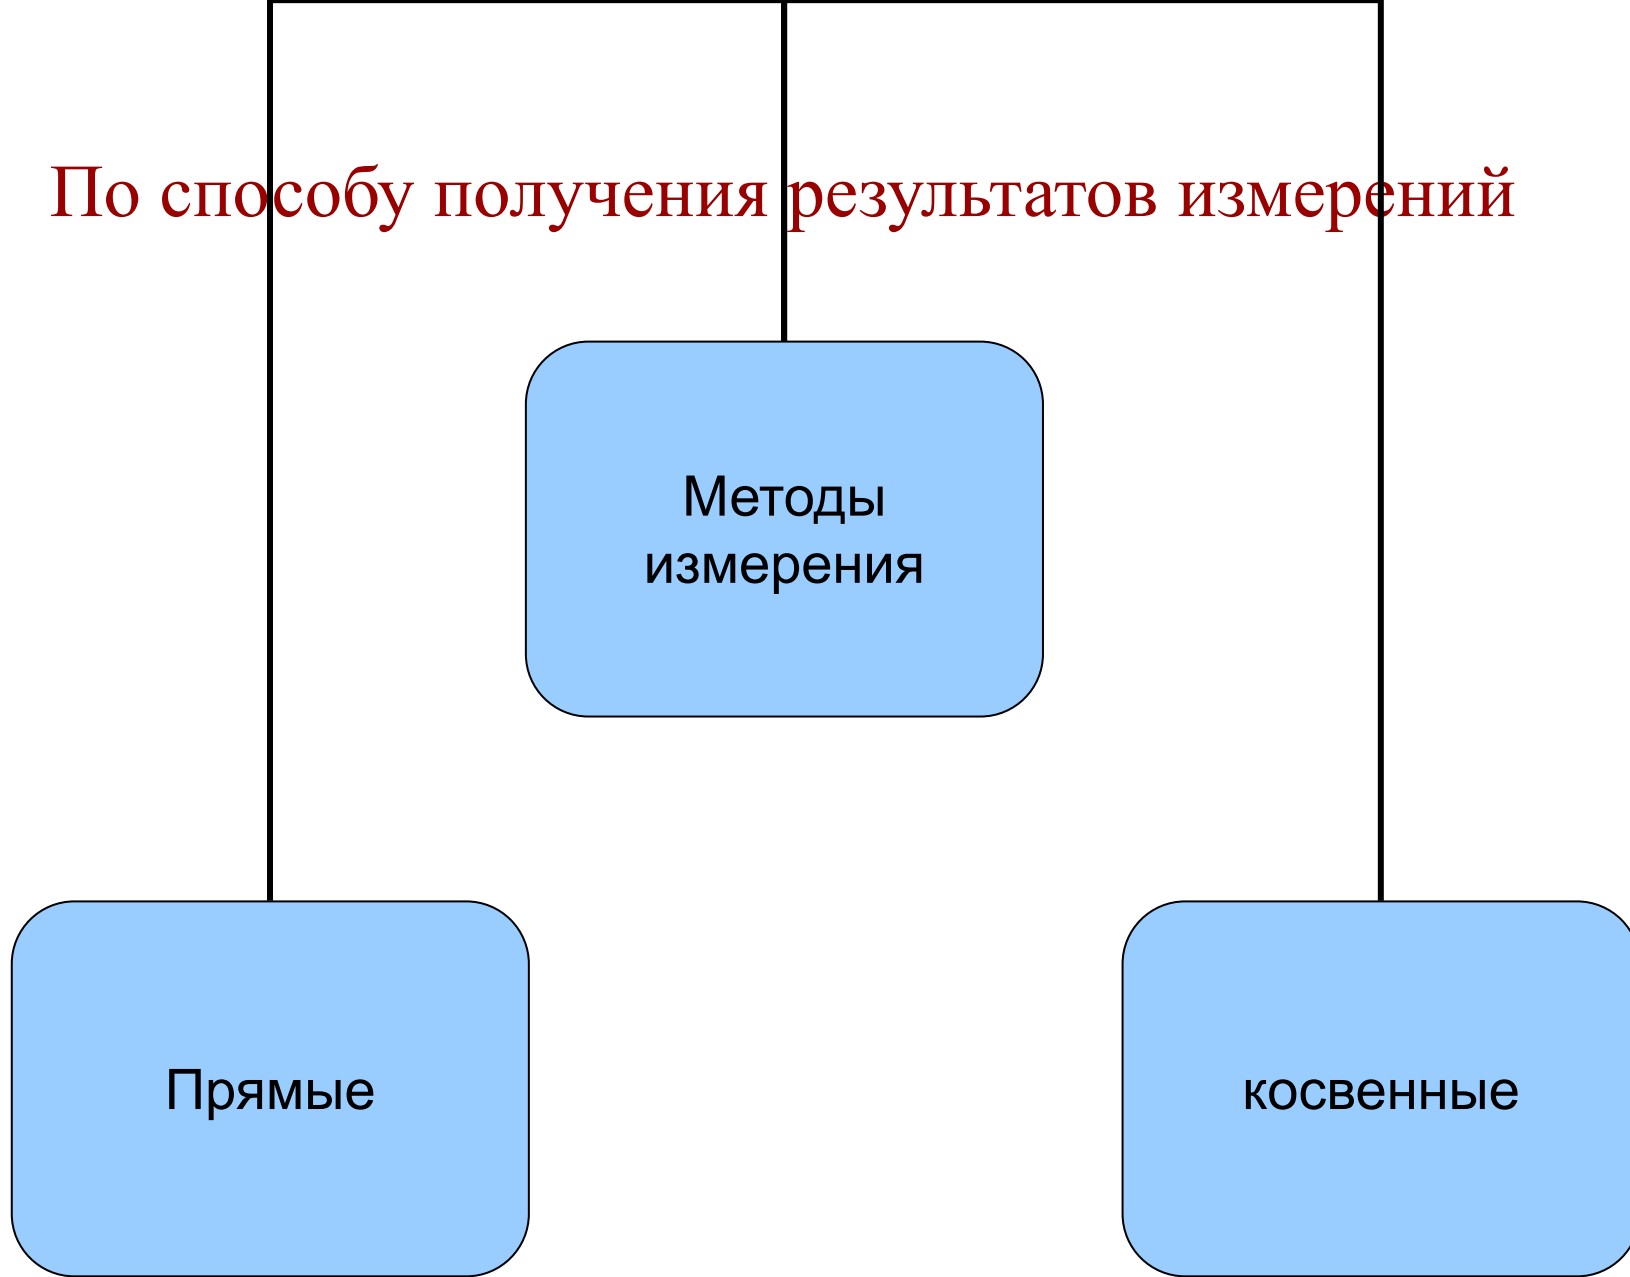 По способу получения результатов измерений
Методы
измерения
Прямые
косвенные